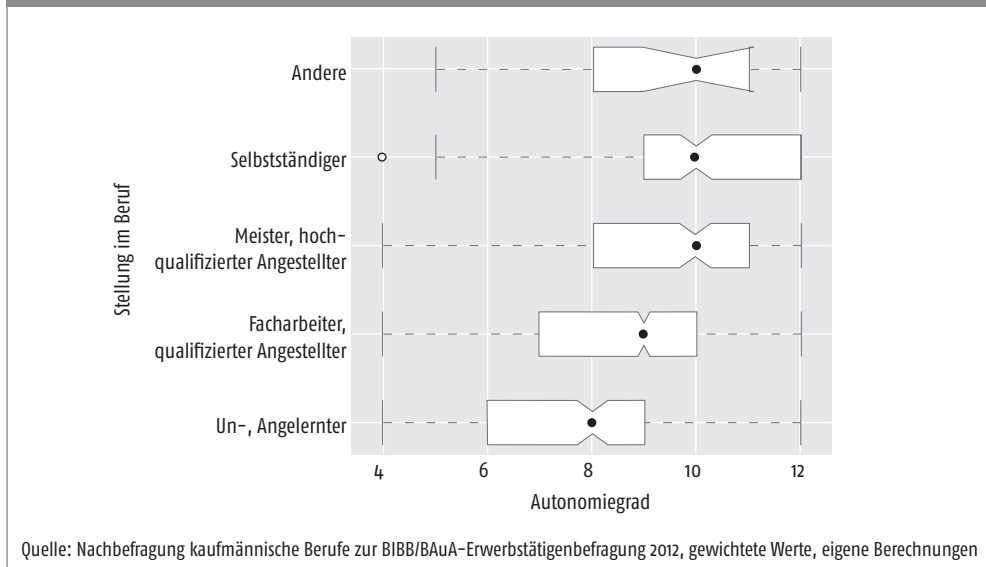 Stellung im Beruf
Andere
Selbstständiger
Meister, hoch-
qualifizierter Angestellter
Facharbeiter,
qualifizierter Angestellter
Un-, Angelernter
4 6 8 10 12
Autonomiegrad
Quelle: Nachbefragung kaufmännische Berufe zur BIBB/BAuA-Erwerbstätigenbefragung 2012, gewichtete Werte, eigene Berechnungen